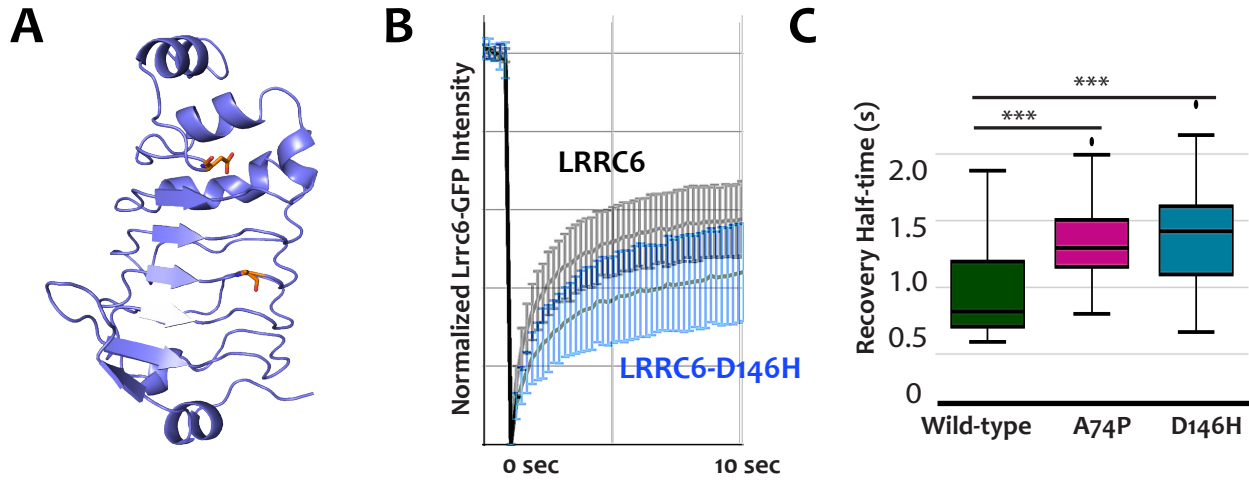 A
B
C
Normalized Lrrc6-GFP Intensity
LRRC6
LRRC6-D146H
0 sec
10 sec
Recovery Half-time (s)
***
***
2.0
1.5
1.0
0.5
0
Wild-type
A74P
D146H